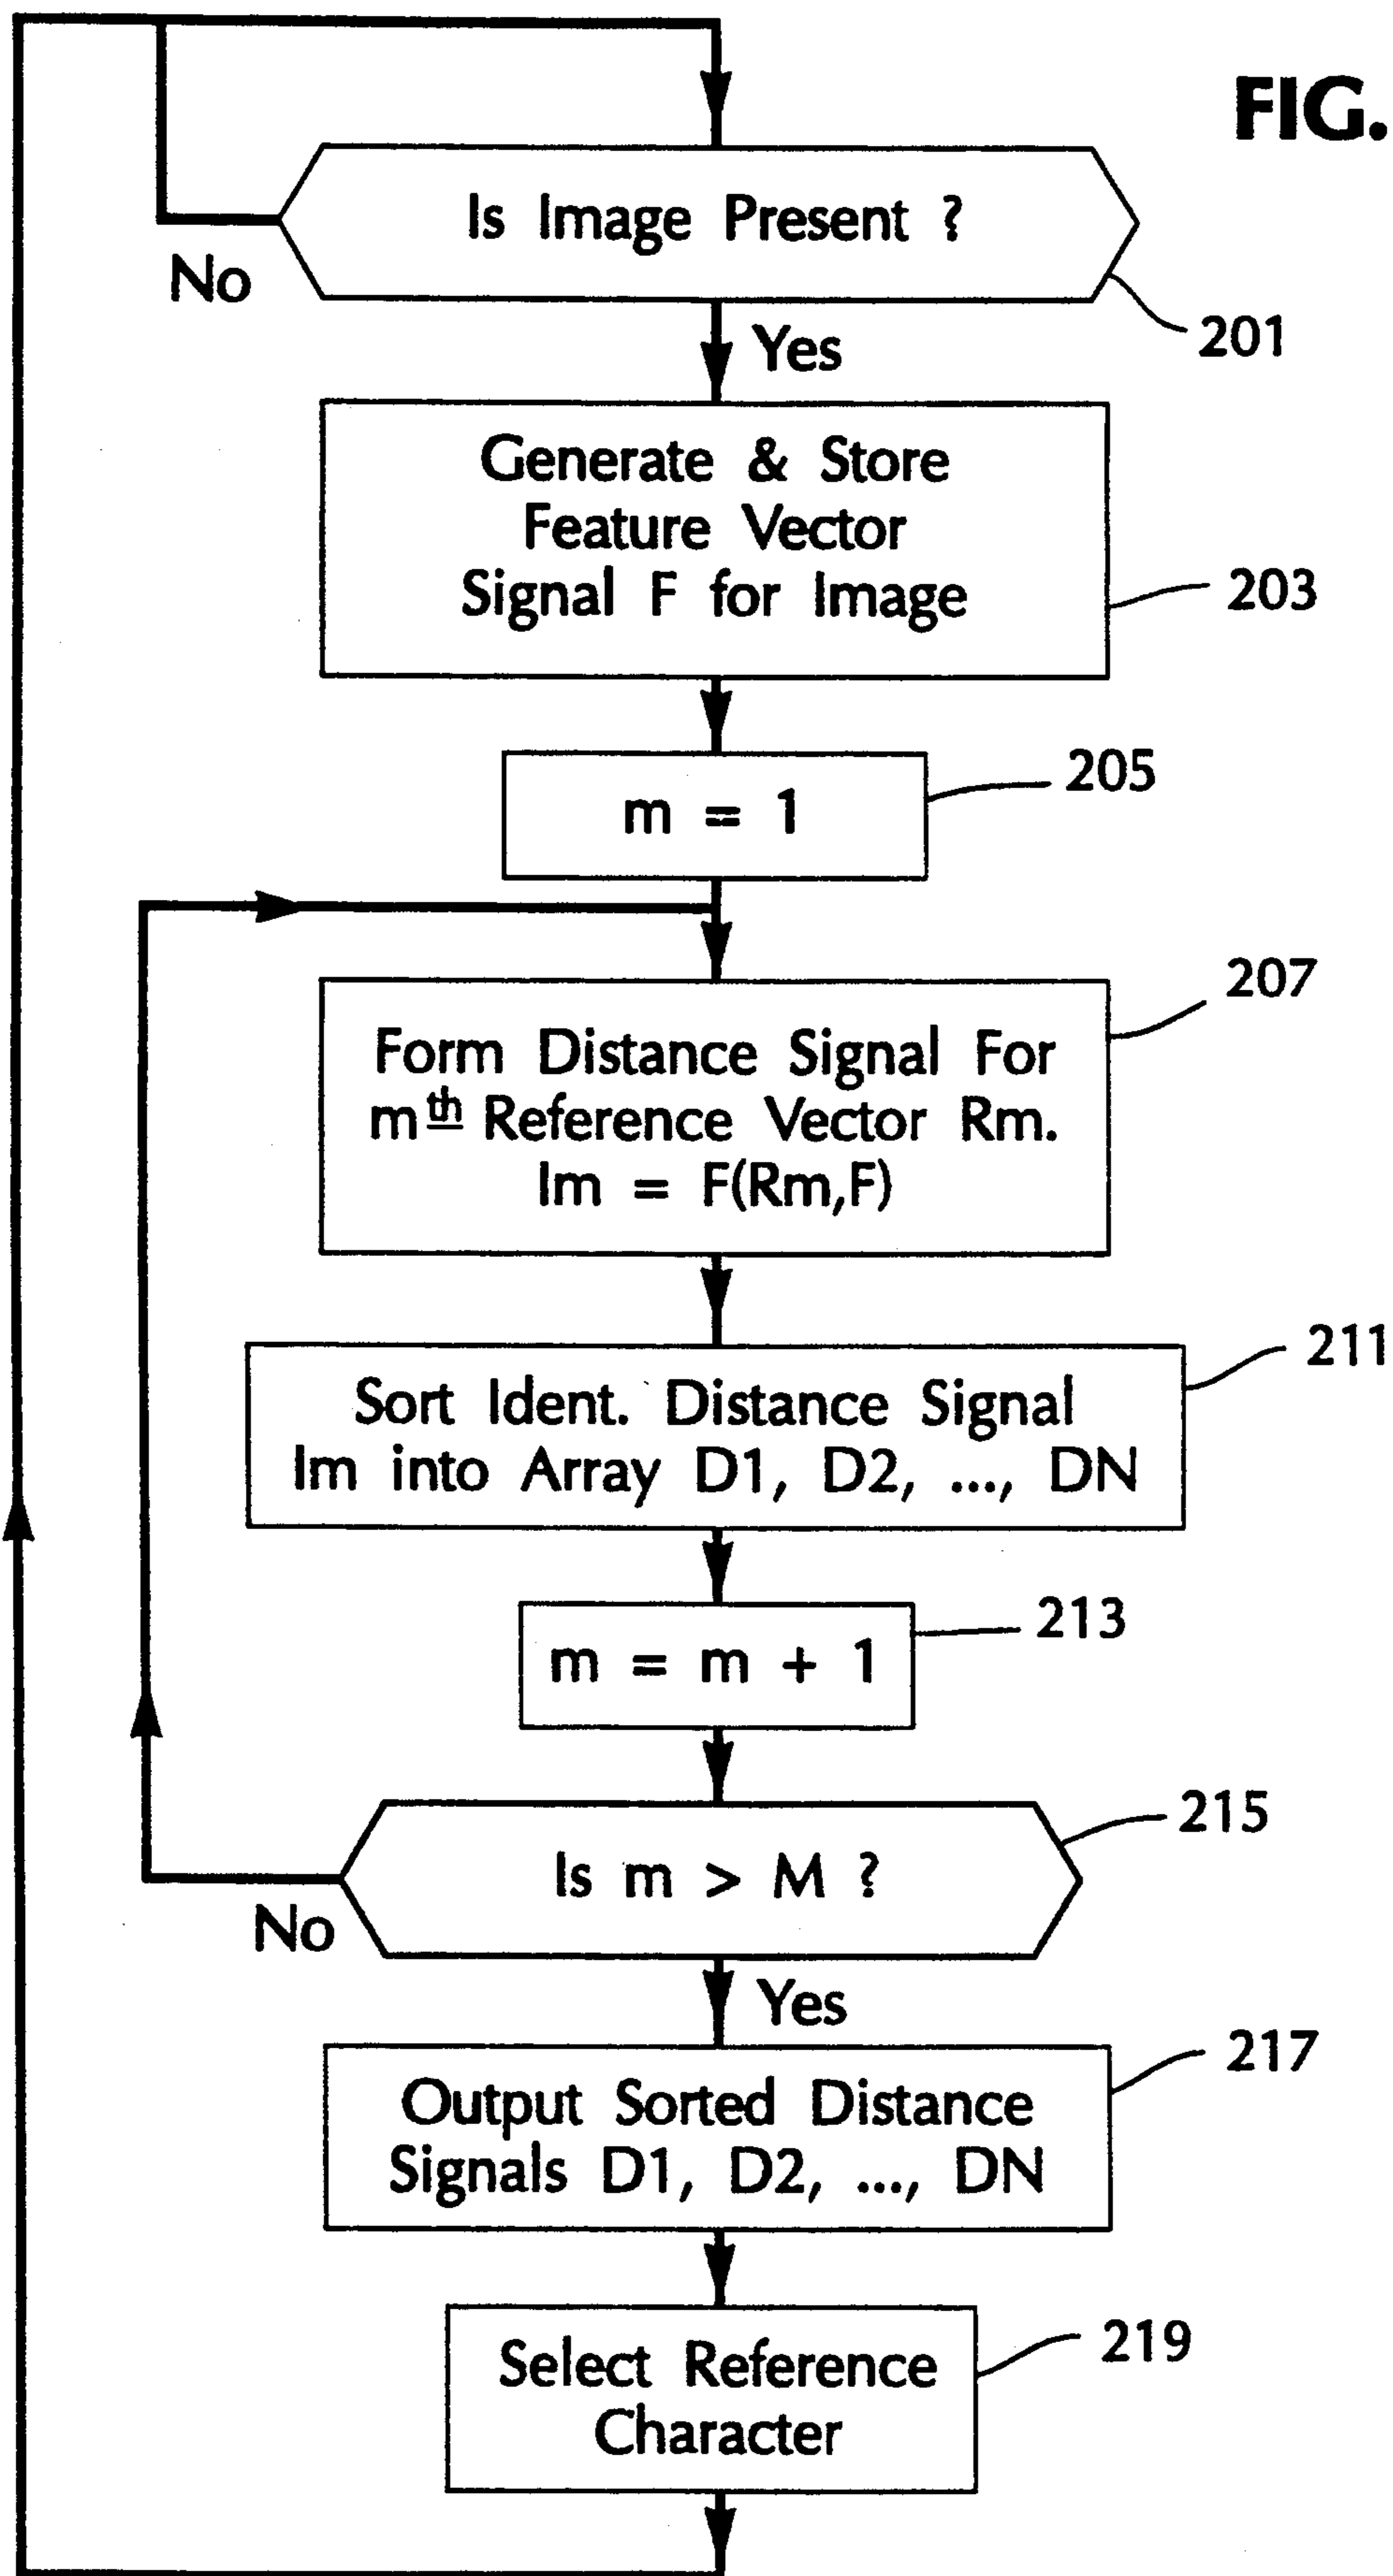 FIG.
Is Image Present ?
No
201
Yes
Generate & Store
Feature Vector
Signal F for Image
203
m = 1
205
207
Form Distance Signal For
mth Reference Vector Rm.
Im = F(Rm,F)
211
Sort Ident. Distance Signal
Im into Array D1, D2, ..., DN
213
m = m + 1
215
Is m > M ?
No
Yes
217
Output Sorted Distance
Signals D1, D2, ..., DN
219
Select Reference
Character